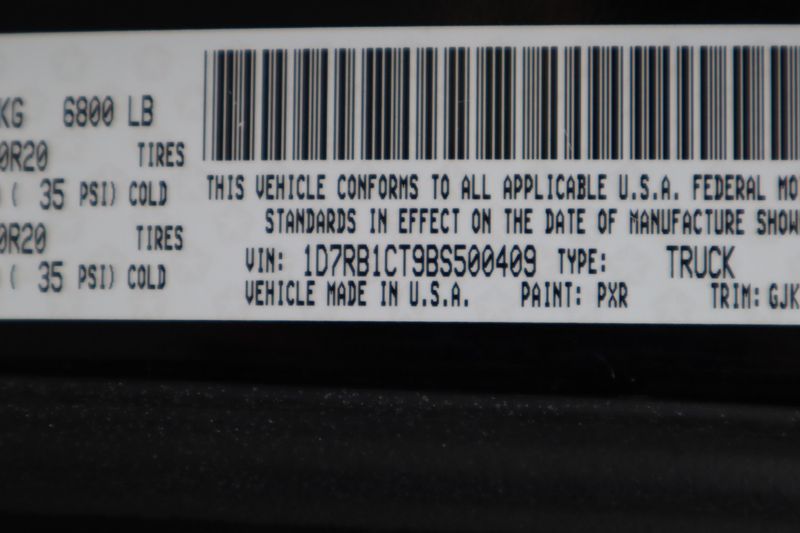 KG 6800 LB
0R20 TIRES
( 35 PSI) COLD
0R20 TIRES
( 35 PSI) COLD
THIS VEHICLE CONFORMS TO ALL APPLICABLE U.S.A. FEDERAL MO
STANDARDS IN EFFECT ON THE DATE OF MANUFACTURE SHOW
VIN: 1D7RB1CT9BS500409 TYPE: TRUCK
VEHICLE MADE IN U.S.A. PAINT: PXR TRIM: GJK